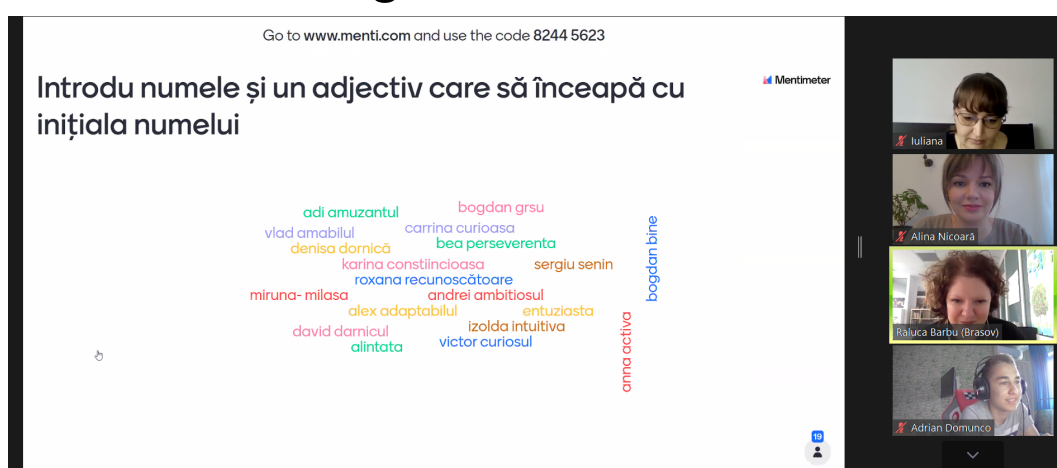 Go to www.menti.com and use the code 8244 5623
Introdu numele și un adjectiv care să înceapă cu
inițiala numelui
Mentimeter
adi amuzantul
bogdan grsu
vlad amabilul
carrina curioasa
denisa dornică
bea perseverenta
karina constiincioasa
sergiu senin
bogdan bine
roxana recunoscătoare
miruna- milasa
andrei ambitiosul
alex adaptabilul
entuziasta
david darnicul
izolda intuitiva
alintata
victor curiosul
anna activa
19
Iuliana
Alina Nicoară
Raluca Barbu (Brasov)
Adrian Domunco